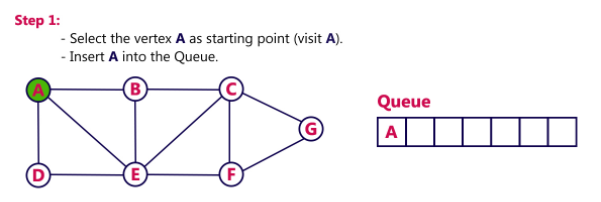 Step 1:
- Select the vertex A as starting point (visit A).
- Insert A into the Queue.
A B C
Queue
A
G
D E F